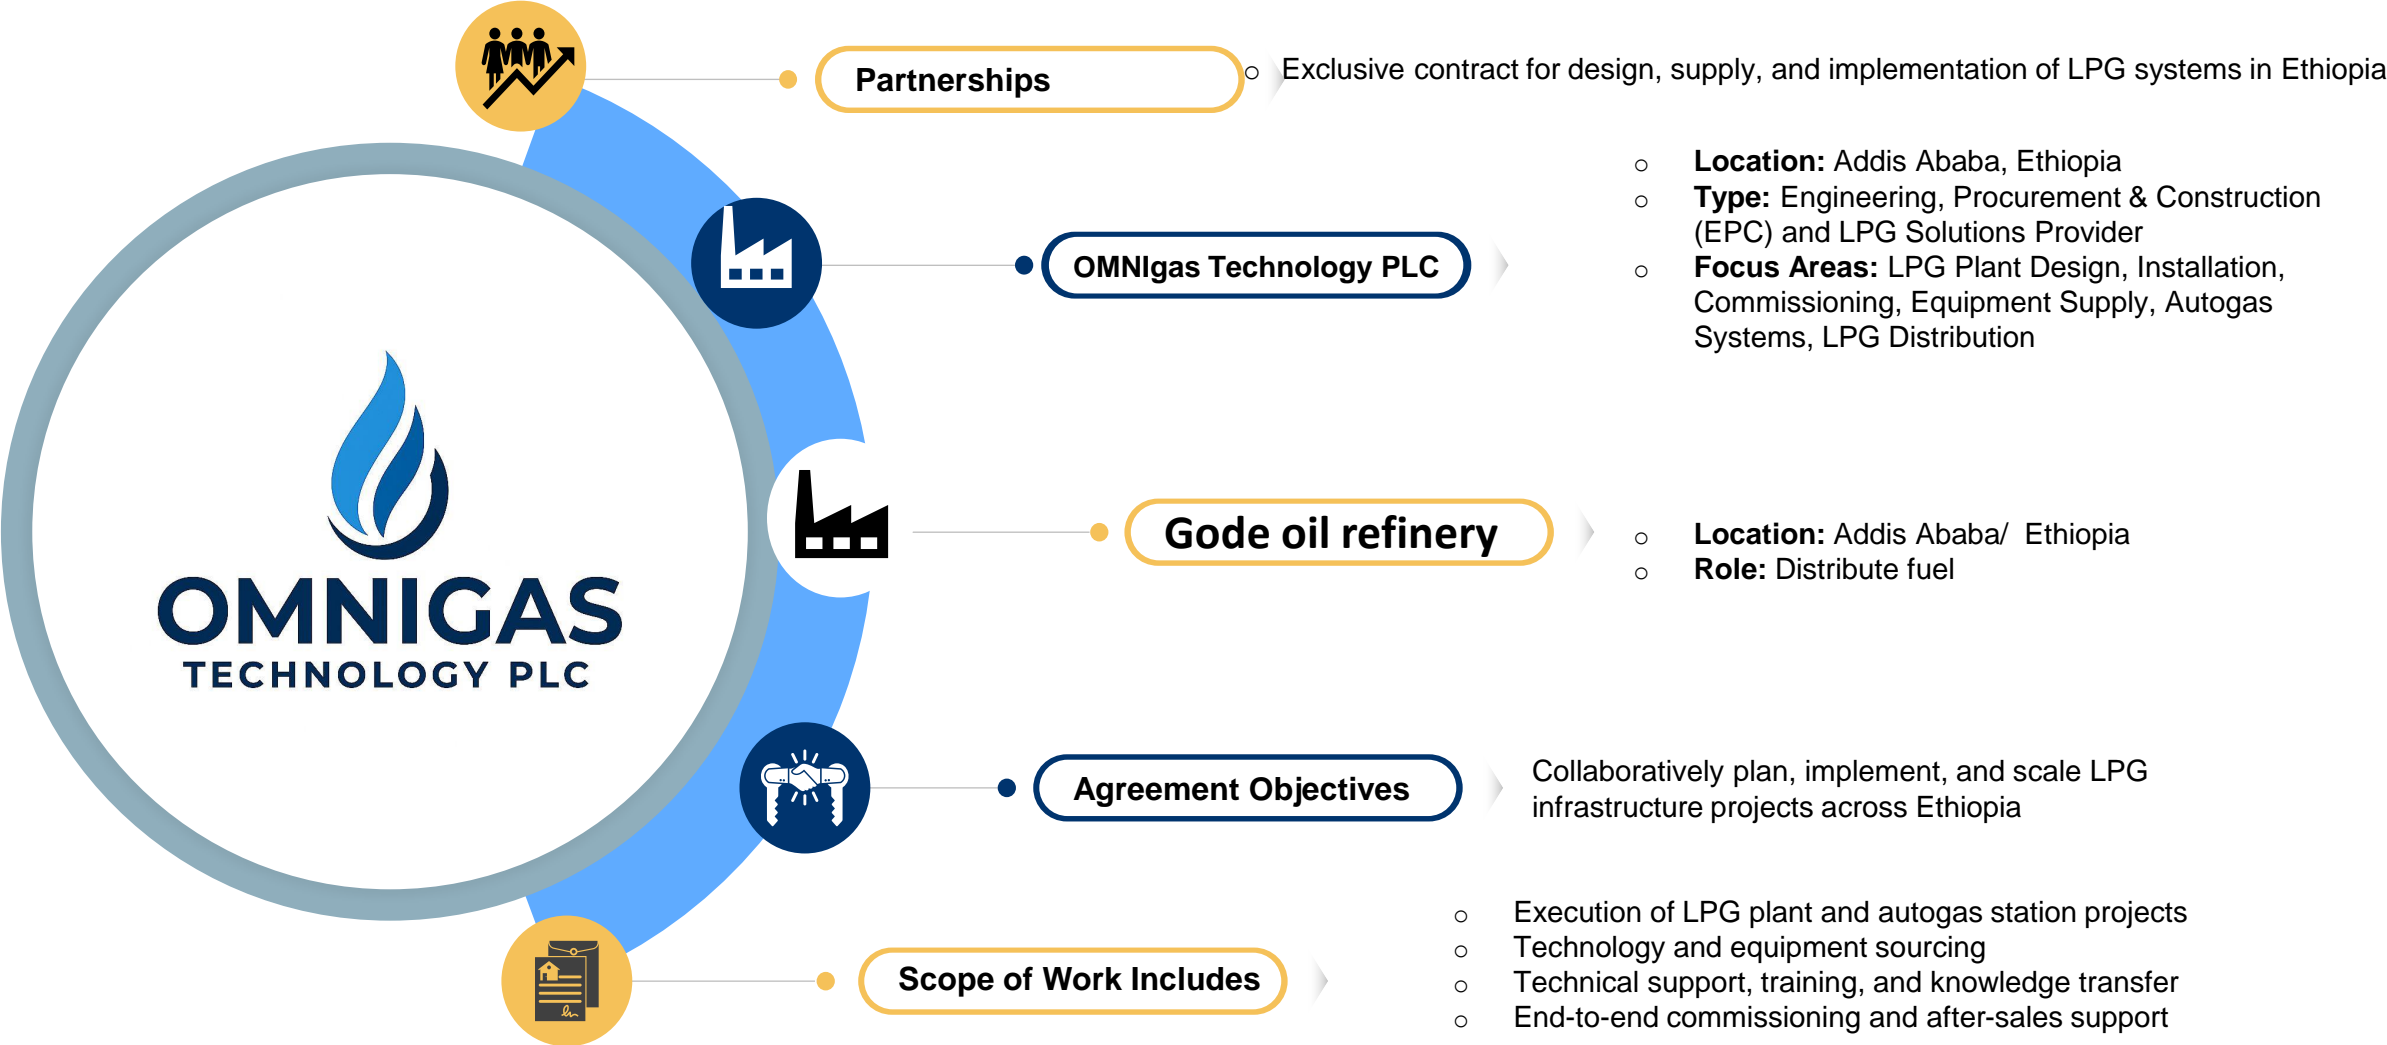 Partnerships
○ Exclusive contract for design, supply, and implementation of LPG systems in Ethiopia
OMNIgas Technology PLC
○ Location: Addis Ababa, Ethiopia
○ Type: Engineering, Procurement & Construction
(EPC) and LPG Solutions Provider
○ Focus Areas: LPG Plant Design, Installation,
Commissioning, Equipment Supply, Autogas
Systems, LPG Distribution
OMNIGAS
TECHNOLOGY PLC
Gode oil refinery
○ Location: Addis Ababa/ Ethiopia
○ Role: Distribute fuel
Agreement Objectives
Collaboratively plan, implement, and scale LPG
infrastructure projects across Ethiopia
Scope of Work Includes
○ Execution of LPG plant and autogas station projects
○ Technology and equipment sourcing
○ Technical support, training, and knowledge transfer
○ End-to-end commissioning and after-sales support